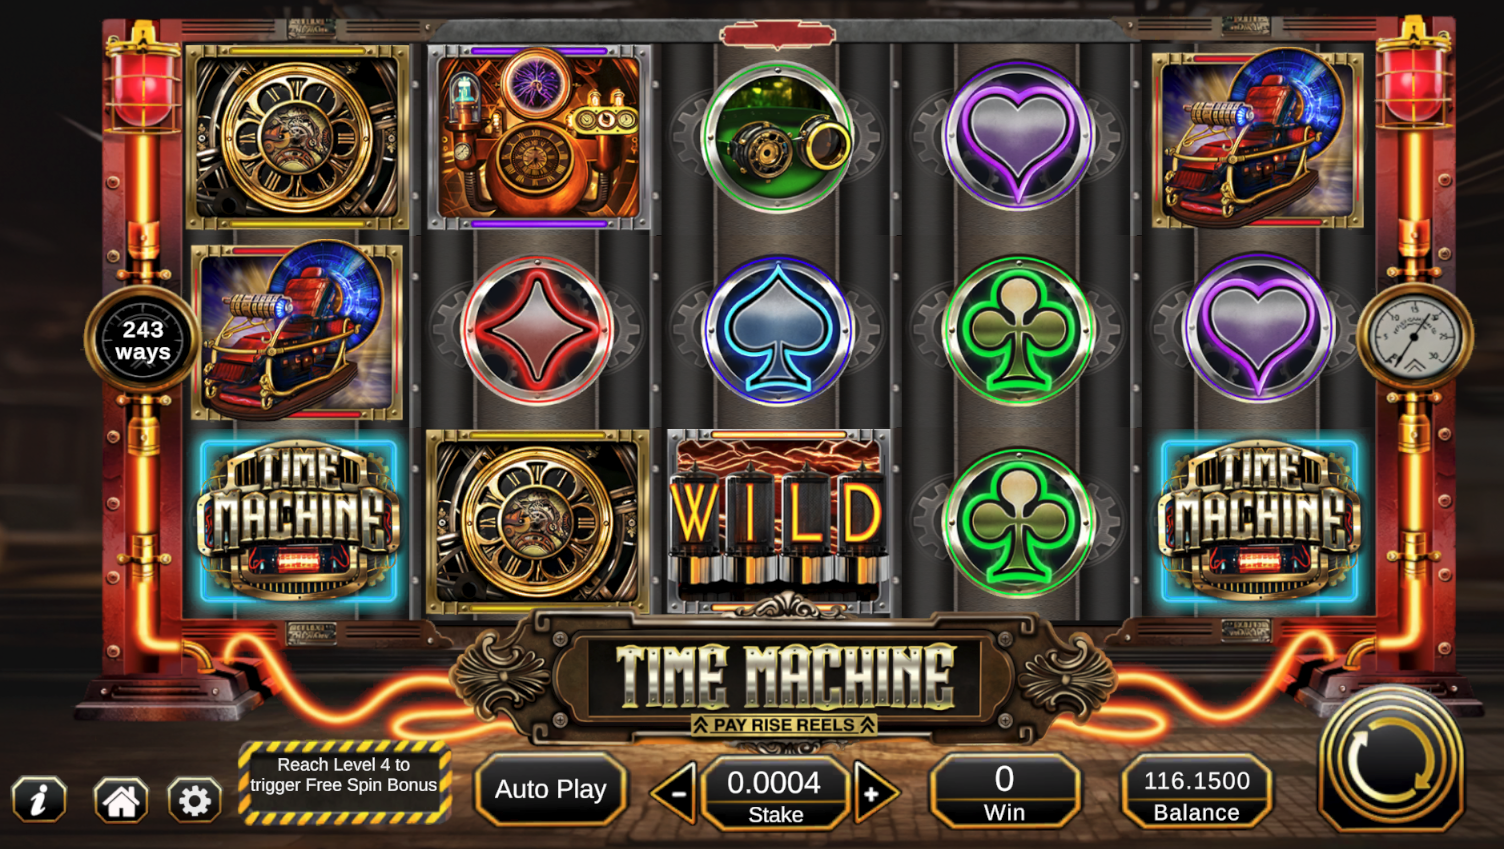 243
ways
WILD
TIME
MACHINE
TIME
MACHINE
TIME MACHINE
PAY RISE REELS
Reach Level 4 to
trigger Free Spin Bonus
Auto Play
-
0.0004
Stake
+
0
Win
116.1500
Balance